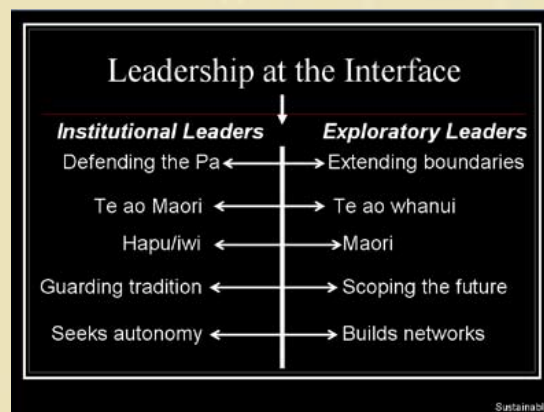 Leadership at the Interface
Institutional Leaders Exploratory Leaders
Defending the Pa Extending boundaries
Te ao Maori Te ao whanui
Hapu/iwi Maori
Guarding tradition Scoping the future
Seeks autonomy Builds networks